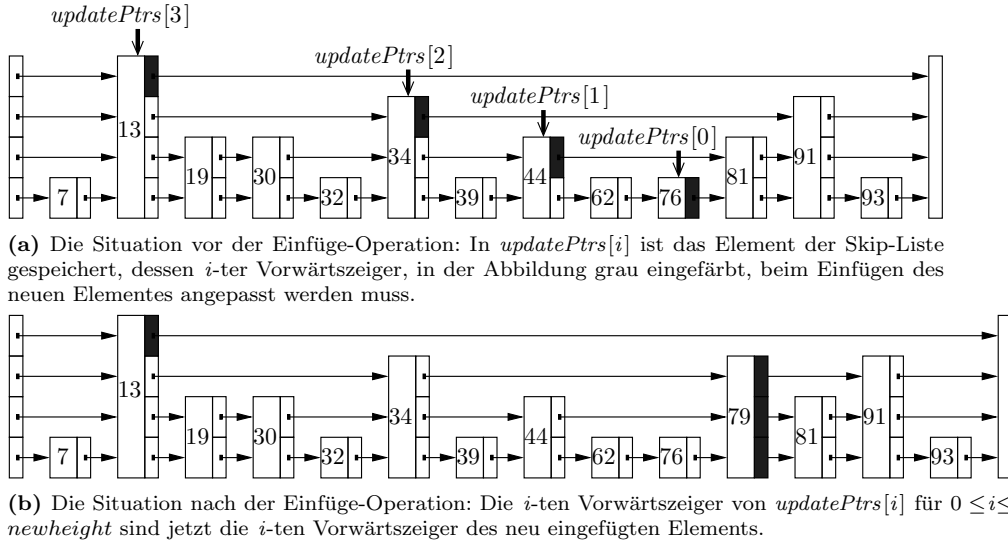 updatePtrs[3]
updatePtrs[2]
updatePtrs[1]
updatePtrs[0]
7 13 19 30 32 34 39 44 62 76 81 91 93
(a) Die Situation vor der Einfüge-Operation: In updatePtrs[i] ist das Element der Skip-Liste
gespeichert, dessen i-ter Vorwärtszeiger, in der Abbildung grau eingefärbt, beim Einfügen des
neuen Elementes angepasst werden muss.
7 13 19 30 32 34 39 44 62 76 79 81 91 93
(b) Die Situation nach der Einfüge-Operation: Die i-ten Vorwärtszeiger von updatePtrs[i] für 0 ≤i≤
newheight sind jetzt die i-ten Vorwärtszeiger des neu eingefügten Elements.